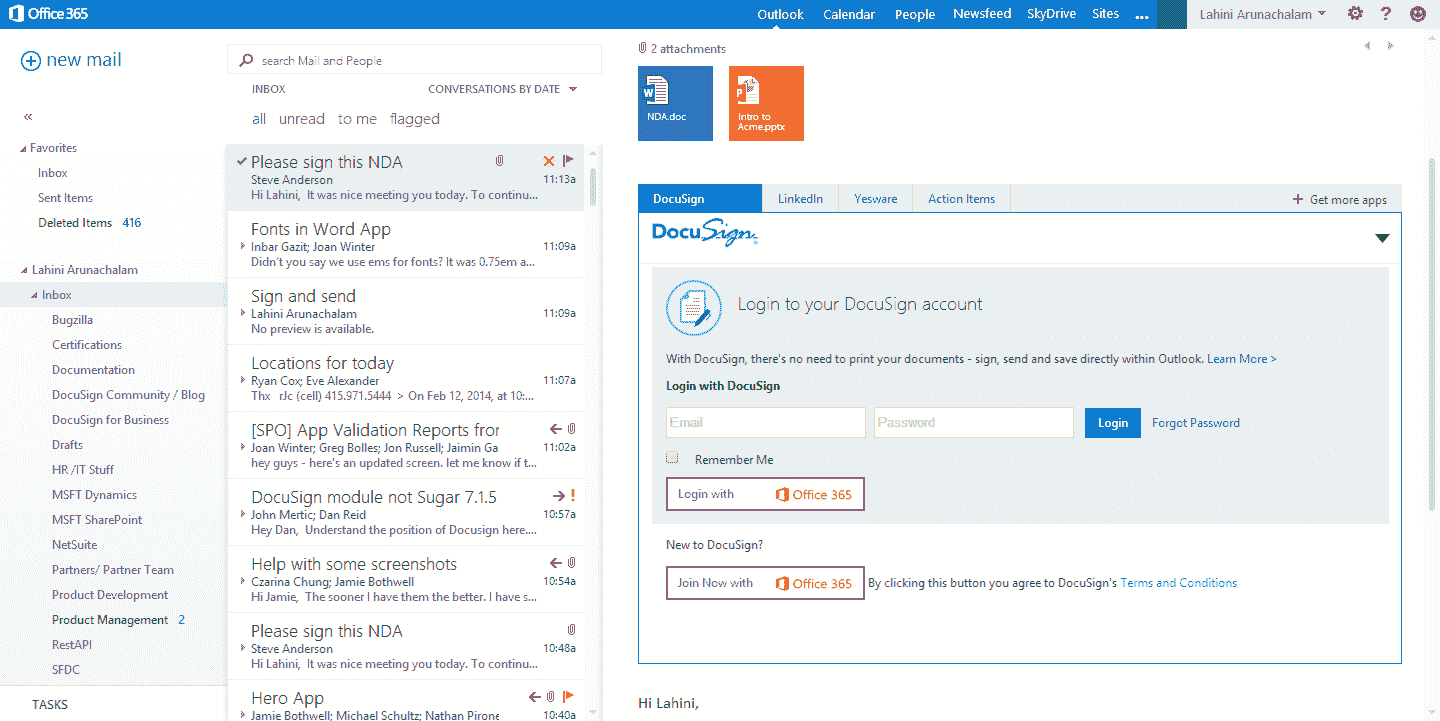 Office 365
Outlook Calendar People Newsfeed SkyDrive Sites ... Lahini Arunachalam ?
new mail
«
Favorites
Inbox
Sent Items
Deleted Items 416
Lahini Arunachalam
Inbox
Bugzilla
Certifications
Documentation
DocuSign Community / Blog
DocuSign for Business
Drafts
HR /IT Stuff
MSFT Dynamics
MSFT SharePoint
NetSuite
Partners/ Partner Team
Product Development
Product Management 2
RestAPI
SFDC
TASKS
search Mail and People
INBOX CONVERSATIONS BY DATE
all unread to me flagged
Please sign this NDA
Steve Anderson 11:13a
Hi Lahini, It was nice meeting you today. To continu...
Fonts in Word App
Inbar Gazit; Joan Winter 11:09a
Didn't you say we use ems for fonts? It was 0.75em a...
Sign and send
Lahini Arunachalam 11:09a
No preview is available.
Locations for today
Ryan Cox; Eve Alexander 11:07a
Thx rJc (cell) 415.971.5444 > On Feb 12, 2014, at 10:...
[SPO] App Validation Reports fror
Joan Winter; Greg Bolles; Jon Russell; Jaimin Ga 11:02a
hey guys - here's an updated screen. let me know if t...
DocuSign module not Sugar 7.1.5 !
John Mertic; Dan Reid 10:57a
Hey Dan, Understand the position of Docusign here....
Help with some screenshots
Czarina Chung; Jamie Bothwell 10:54a
Hi Jamie, The sooner I have them the better. I have s...
Please sign this NDA
Steve Anderson 10:48a
Hi Lahini, It was nice meeting you today. To continu...
Hero App
Jamie Bothwell; Michael Schultz; Nathan Pirone 10:40a
2 attachments
NDA.doc
Intro to
Acme.pptx
DocuSign LinkedIn Yesware Action Items + Get more apps
DocuSign
Login to your DocuSign account
With DocuSign, there's no need to print your documents - sign, send and save directly within Outlook. Learn More >
Login with DocuSign
Email Password Login Forgot Password
Remember Me
Login with Office 365
New to DocuSign?
Join Now with Office 365 By clicking this button you agree to DocuSign's Terms and Conditions
Hi Lahini,